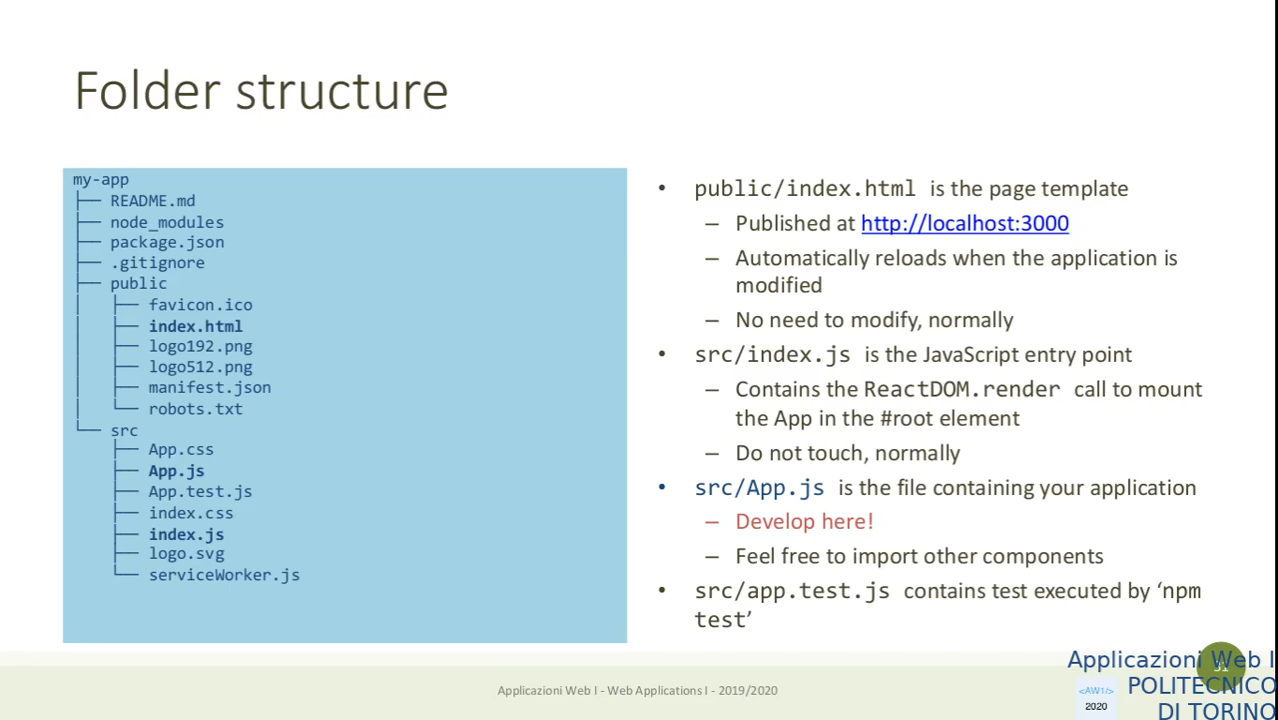 Folder structure
my-app
├── README.md
├── node_modules
├── package.json
├── .gitignore
├── public
│   ├── favicon.ico
│   ├── index.html
│   ├── logo192.png
│   ├── logo512.png
│   ├── manifest.json
│   └── robots.txt
└── src
    ├── App.css
    ├── App.js
    ├── App.test.js
    ├── index.css
    ├── index.js
    ├── logo.svg
    └── serviceWorker.js
• public/index.html is the page template
– Published at http://localhost:3000
– Automatically reloads when the application is
modified
– No need to modify, normally
• src/index.js is the JavaScript entry point
– Contains the ReactDOM.render call to mount
the App in the #root element
– Do not touch, normally
• src/App.js is the file containing your application
– Develop here!
– Feel free to import other components
• src/app.test.js contains test executed by ‘npm
test’
Applicazioni Web I - Web Applications I - 2019/2020
Applicazioni Web I
POLITECNICO
DI TORINO
<AW1/>
2020